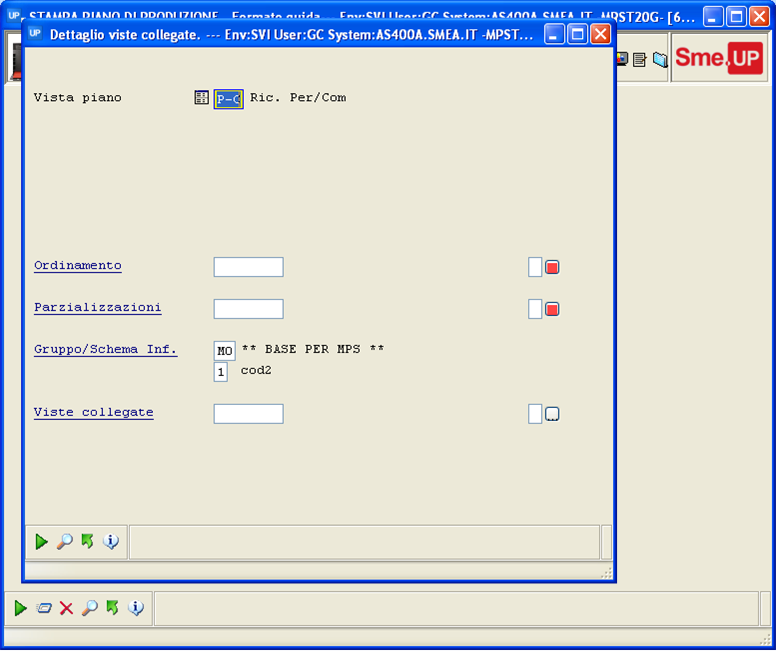 UP STAMPA PIANO DI PRODUZIONE - Formato guida --- Env:SVI User:GC System:AS400A.SMEA.IT -MPST20G- [6...
UP Dettaglio viste collegate. --- Env:SVI User:GC System:AS400A.SMEA.IT -MPST...
Sme.UP
Vista piano P-C Ric. Per/Com
Ordinamento
Parzializzazioni
Gruppo/Schema Inf. MO ** BASE PER MPS **
1 cod2
Viste collegate